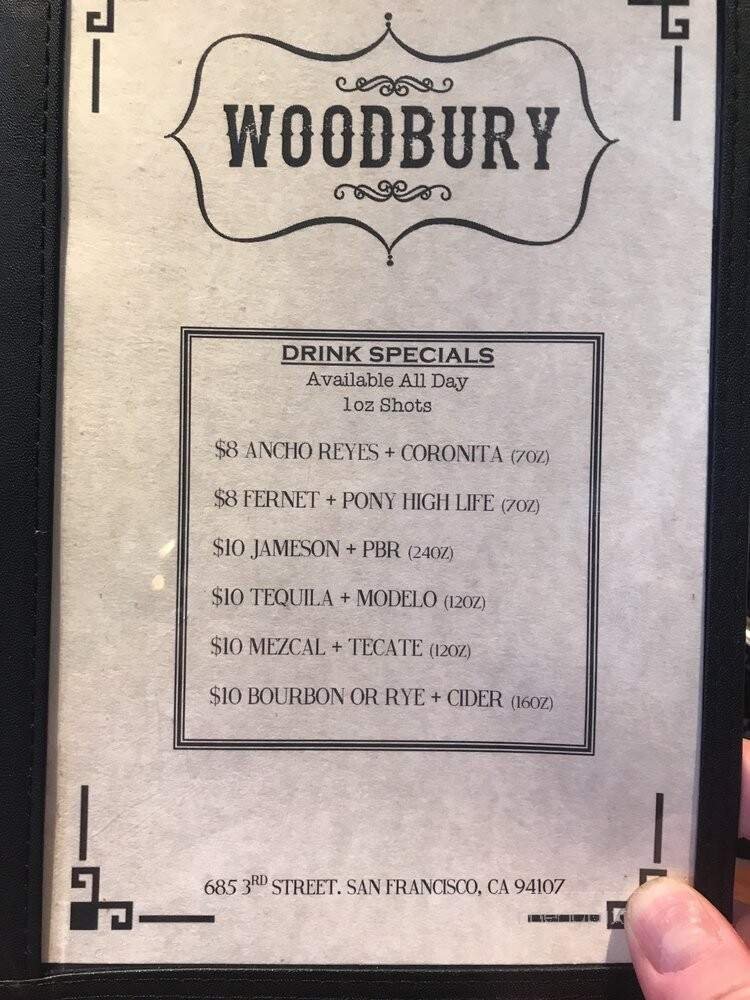 WOODBURY
DRINK SPECIALS
Available All Day
1oz Shots
$8 ANCHO REYES + CORONITA (7OZ)
$8 FERNET + PONY HIGH LIFE (7OZ)
$10 JAMESON + PBR (24OZ)
$10 TEQUILA + MODELO (12OZ)
$10 MEZCAL + TECATE (12OZ)
$10 BOURBON OR RYE + CIDER (16OZ)
685 3RD STREET. SAN FRANCISCO, CA 94107